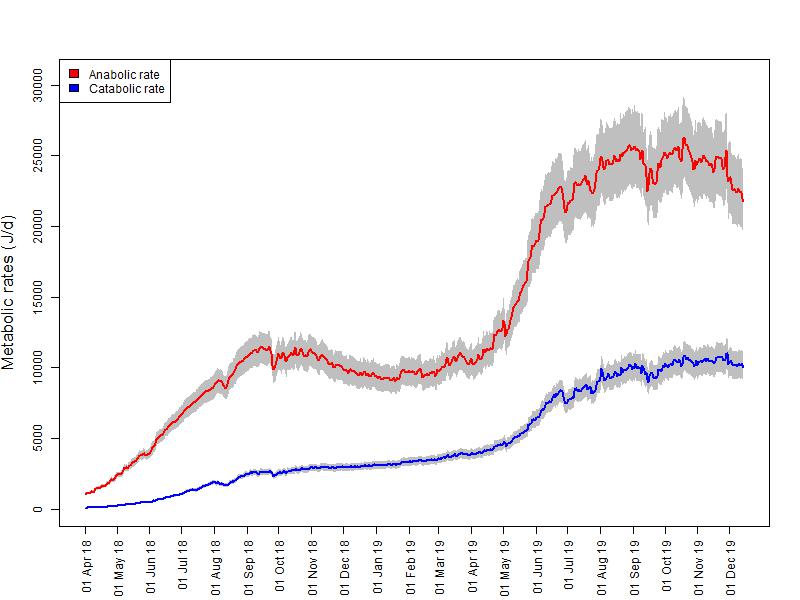 Anabolic rate
Catabolic rate
Metabolic rates (J/d)
30000
25000
20000
15000
10000
5000
0
01 Apr 18
01 May 18
01 Jun 18
01 Jul 18
01 Aug 18
01 Sep 18
01 Oct 18
01 Nov 18
01 Dec 18
01 Jan 19
01 Feb 19
01 Mar 19
01 Apr 19
01 May 19
01 Jun 19
01 Jul 19
01 Aug 19
01 Sep 19
01 Oct 19
01 Nov 19
01 Dec 19